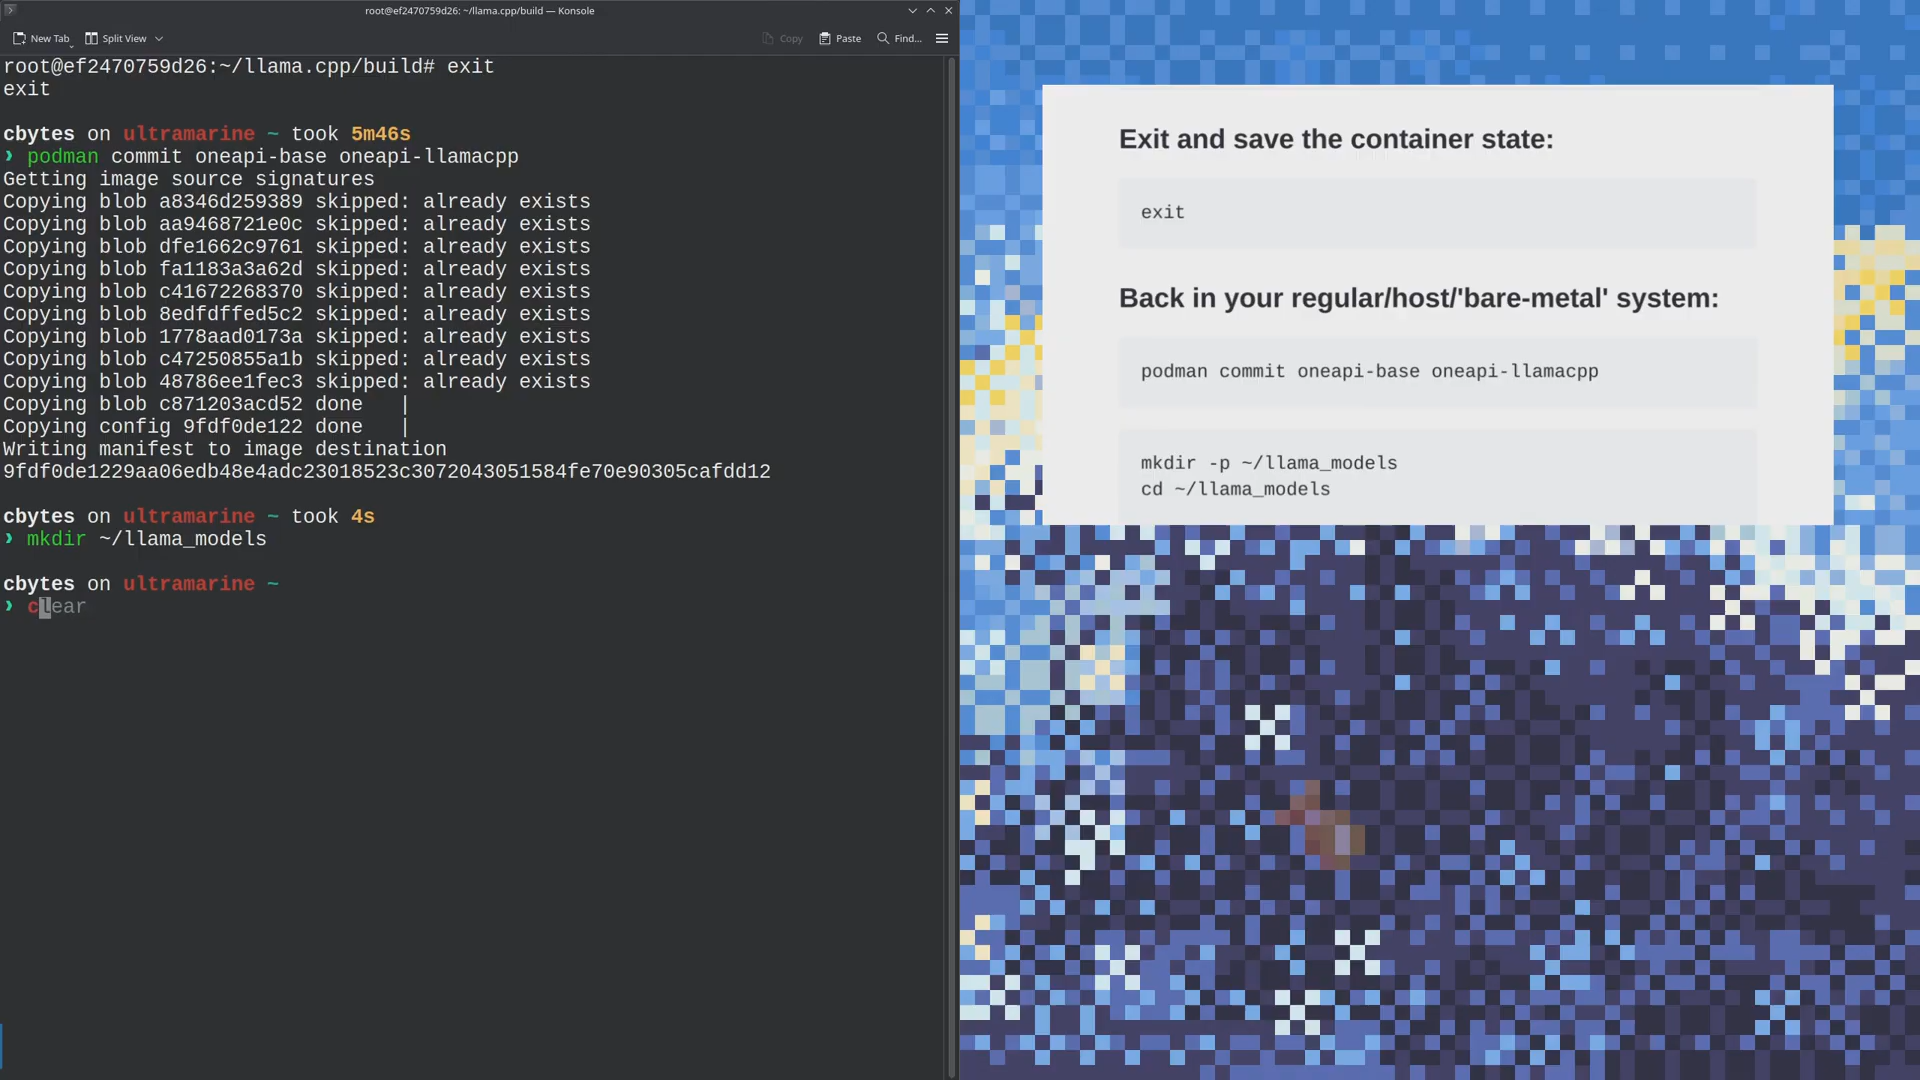 root@ef2470759d26: ~/llama.cpp/build — Konsole
New Tab
Split View
Copy
Paste
Find...
root@ef2470759d26:~/llama.cpp/build# exit
exit
cbytes on ultramarine ~ took 5m46s
› podman commit oneapi-base oneapi-llamacpp
Getting image source signatures
Copying blob a8346d259389 skipped: already exists
Copying blob aa9468721e0c skipped: already exists
Copying blob dfe1662c9761 skipped: already exists
Copying blob fa1183a3a62d skipped: already exists
Copying blob c41672268370 skipped: already exists
Copying blob 8edfdffed5c2 skipped: already exists
Copying blob 1778aad0173a skipped: already exists
Copying blob c47250855a1b skipped: already exists
Copying blob 48786ee1fec3 skipped: already exists
Copying blob c871203acd52 done |
Copying config 9fdf0de122 done |
Writing manifest to image destination
9fdf0de1229aa06edb48e4adc23018523c3072043051584fe70e90305cafdd12
cbytes on ultramarine ~ took 4s
› mkdir ~/llama_models
cbytes on ultramarine ~
› clear
Exit and save the container state:
exit
Back in your regular/host/'bare-metal' system:
podman commit oneapi-base oneapi-llamacpp
mkdir -p ~/llama_models
cd ~/llama_models